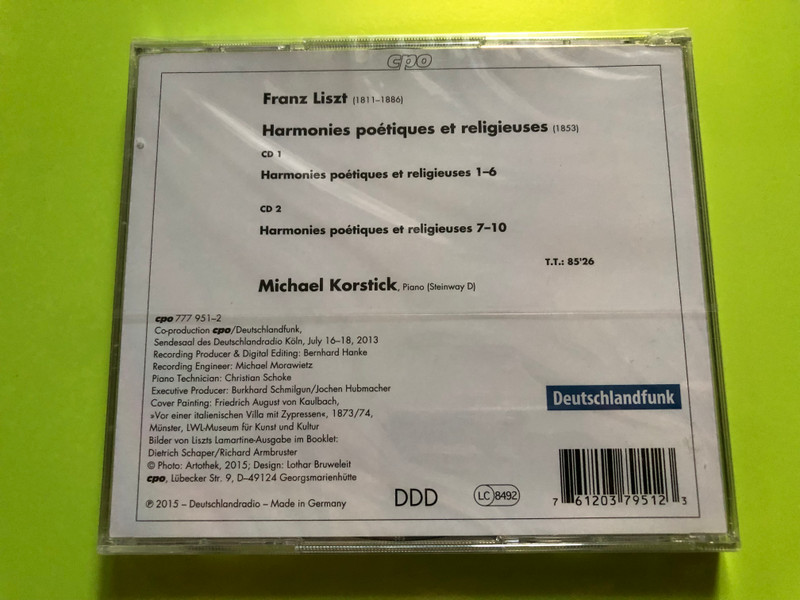 cpo
Franz Liszt (1811–1886)
Harmonies poétiques et religieuses (1853)
CD 1
Harmonies poétiques et religieuses 1–6
CD 2
Harmonies poétiques et religieuses 7–10
T.T.: 85'26
Michael Korstick, Piano (Steinway D)
cpo 777 951–2
Co-production cpo/Deutschlandfunk,
Sendesaal des Deutschlandradio Köln, July 16–18, 2013
Recording Producer & Digital Editing: Bernhard Hanke
Recording Engineer: Michael Morawietz
Piano Technician: Christian Schoke
Executive Producer: Burkhard Schmilgun/Jochen Hubmacher
Cover Painting: Friedrich August von Kaulbach,
»Vor einer italienischen Villa mit Zypressen«, 1873/74,
Münster, LWL-Museum für Kunst und Kultur
Bilder von Liszts Lamartine-Ausgabe im Booklet:
Dietrich Schaper/Richard Armbruster
© Photo: Artothek, 2015; Design: Lothar Bruweleit
cpo, Lübecker Str. 9, D–49124 Georgsmarienhütte
℗ 2015 – Deutschlandradio – Made in Germany
DDD
LC 8492
Deutschlandfunk
7 61203 79512 3